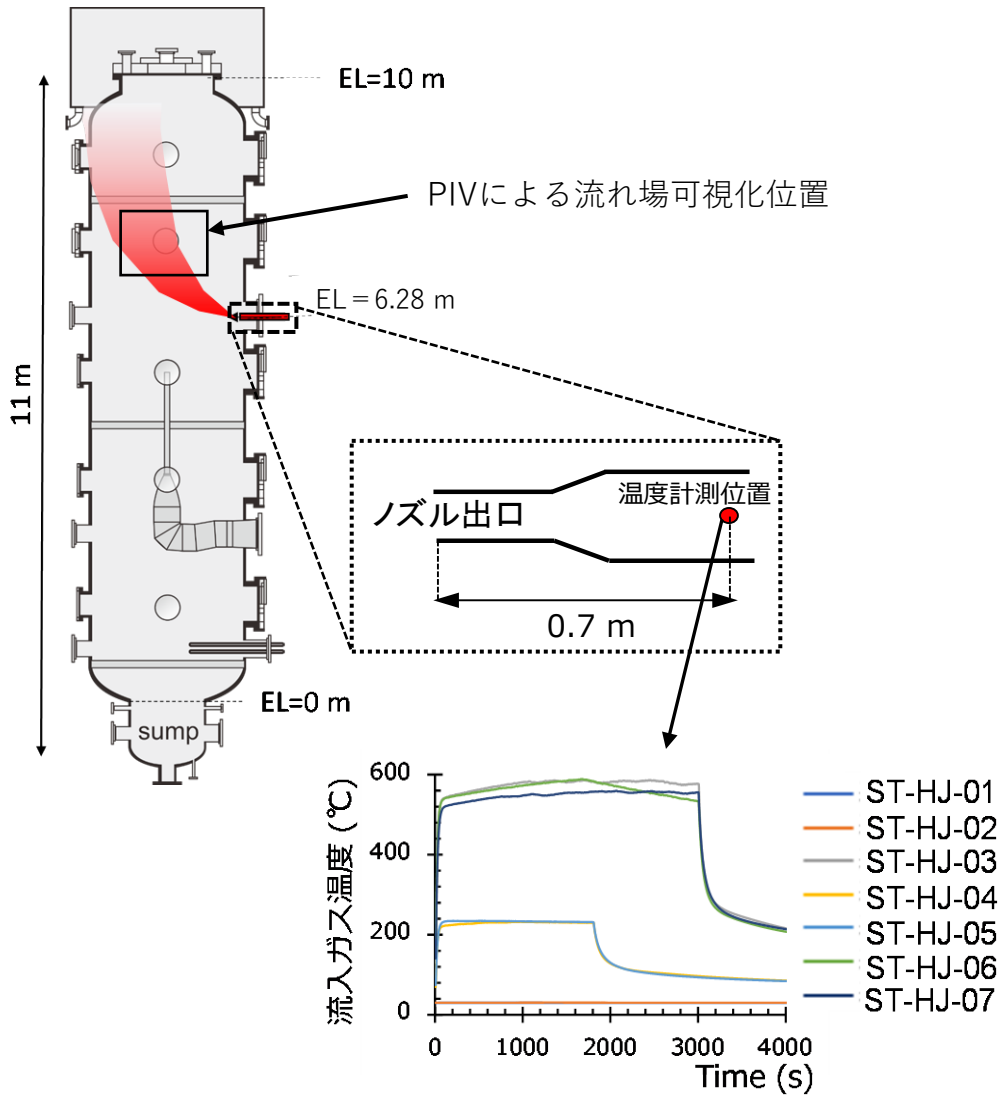 EL=10 m
PIVによる流れ場可視化位置
EL = 6.28 m
11 m
温度計測位置
ノズル出口
0.7 m
EL=0 m
sump
600
400
200
0
流入ガス温度 (℃)
0
1000
2000
3000
4000
Time (s)
ST-HJ-01
ST-HJ-02
ST-HJ-03
ST-HJ-04
ST-HJ-05
ST-HJ-06
ST-HJ-07